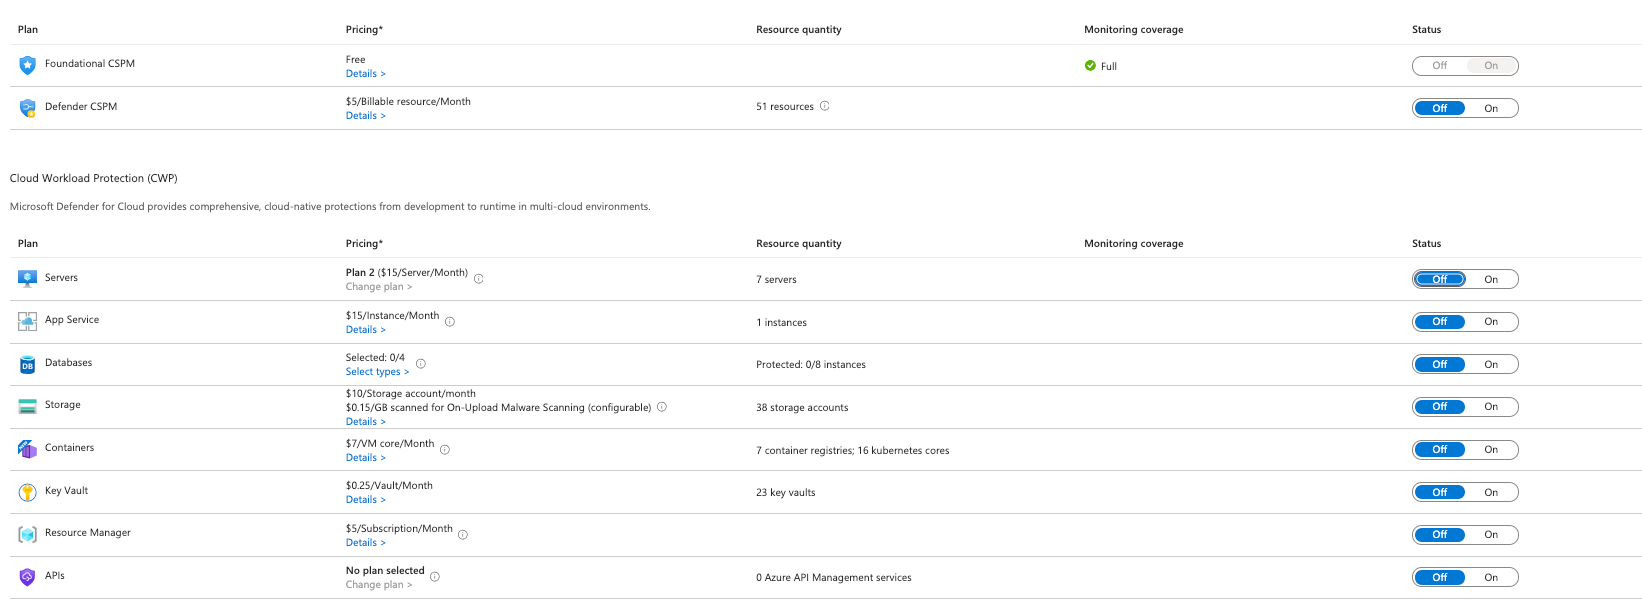 Plan Pricing* Resource quantity Monitoring coverage Status
Foundational CSPM Free Details > Full Off On
Defender CSPM $5/Billable resource/Month Details > 51 resources Off On
Cloud Workload Protection (CWP)
Microsoft Defender for Cloud provides comprehensive, cloud-native protections from development to runtime in multi-cloud environments.
Plan Pricing* Resource quantity Monitoring coverage Status
Servers Plan 2 ($15/Server/Month) Change plan > 7 servers Off On
App Service $15/Instance/Month Details > 1 instances Off On
Databases Selected: 0/4 Select types > Protected: 0/8 instances Off On
Storage $10/Storage account/month $0.15/GB scanned for On-Upload Malware Scanning (configurable) Details > 38 storage accounts Off On
Containers $7/VM core/Month Details > 7 container registries; 16 kubernetes cores Off On
Key Vault $0.25/Vault/Month Details > 23 key vaults Off On
Resource Manager $5/Subscription/Month Details > Off On
APIs No plan selected Change plan > 0 Azure API Management services Off On